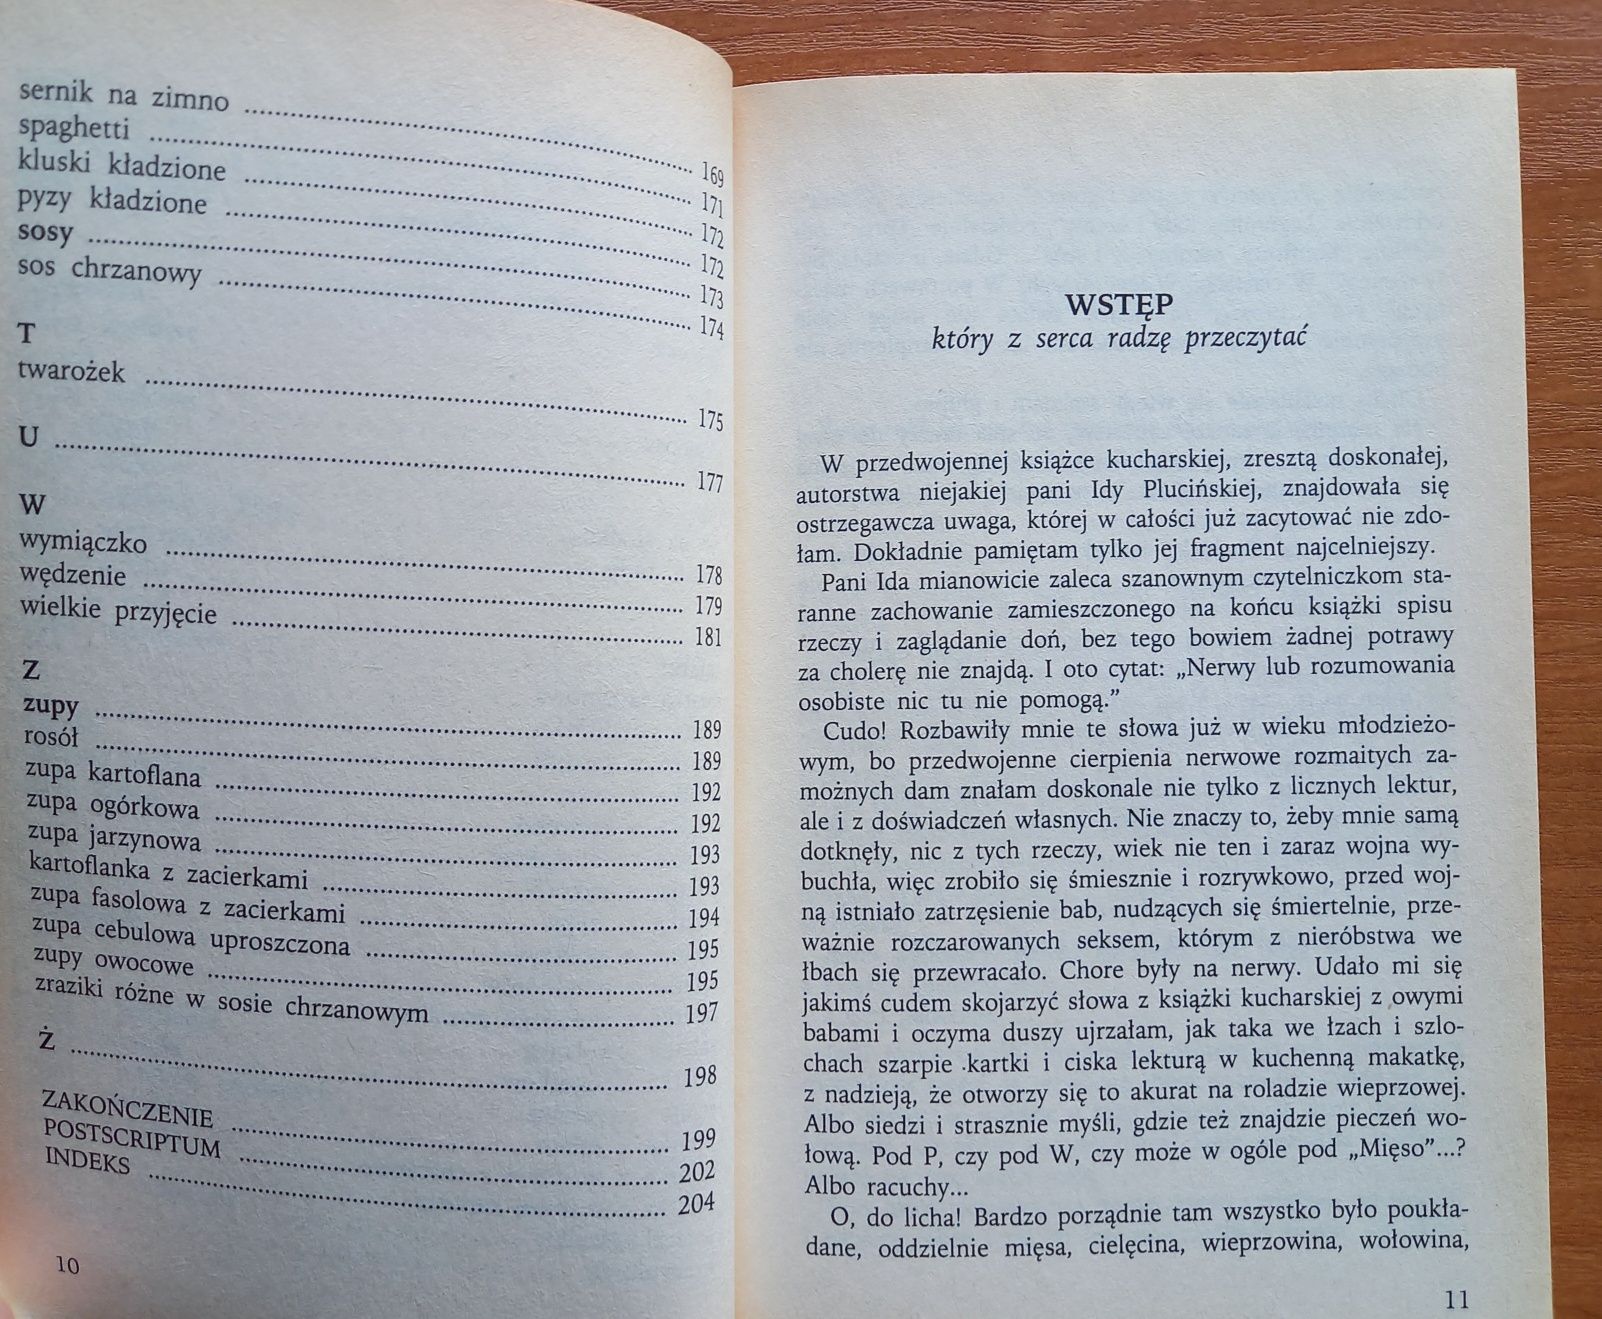 sernik na zimno ........ 169
spaghetti ........ 171
kluski kładzione ........ 172
pyzy kładzione ........ 172
sosy ........ 173
sos chrzanowy ........ 174
T
twarożek ........ 175
U ........ 177
W
wymiączko ........ 178
wędzenie ........ 179
wielkie przyjęcie ........ 181
Z
zupy ........ 189
rosół ........ 189
zupa kartoflana ........ 192
zupa ogórkowa ........ 192
zupa jarzynowa ........ 193
kartoflanka z zacierkami ........ 193
zupa fasolowa z zacierkami ........ 194
zupa cebulowa uproszczona ........ 195
zupy owocowe ........ 195
zraziki różne w sosie chrzanowym ........ 197
Ż ........ 198
ZAKOŃCZENIE ........ 199
POSTSCRIPTUM ........ 202
INDEKS ........ 204
10
WSTĘP
który z serca radzę przeczytać
W przedwojennej książce kucharskiej, zresztą doskonałej,
autorstwa niejakiej pani Idy Plucińskiej, znajdowała się
ostrzegawcza uwaga, której w całości już zacytować nie zdo-
łam. Dokładnie pamiętam tylko jej fragment najcelniejszy.
Pani Ida mianowicie zaleca szanownym czytelniczkom sta-
ranne zachowanie zamieszczonego na końcu książki spisu
rzeczy i zaglądanie doń, bez tego bowiem żadnej potrawy
za cholerę nie znajdą. I oto cytat: „Nerwy lub rozumowania
osobiste nic tu nie pomogą.”
Cudo! Rozbawiły mnie te słowa już w wieku młodzieżo-
wym, bo przedwojenne cierpienia nerwowe rozmaitych za-
możnych dam znałam doskonale nie tylko z licznych lektur,
ale i z doświadczeń własnych. Nie znaczy to, żeby mnie samą
dotknęły, nic z tych rzeczy, wiek nie ten i zaraz wojna wy-
buchła, więc zrobiło się śmiesznie i rozrywkowo, przed woj-
ną istniało zatrzęsienie bab, nudzących się śmiertelnie, prze-
ważnie rozczarowanych seksem, którym z nieróbstwa we
łbach się przewracało. Chore były na nerwy. Udało mi się
jakimś cudem skojarzyć słowa z książki kucharskiej z owymi
babami i oczyma duszy ujrzałam, jak taka we łzach i szlo-
chach szarpie kartki i ciska lekturą w kuchenną makatkę,
z nadzieją, że otworzy się to akurat na roladzie wieprzowej.
Albo siedzi i strasznie myśli, gdzie też znajdzie pieczeń wo-
łową. Pod P, czy pod W, czy może w ogóle pod „Mięso”...?
Albo racuchy...
O, do licha! Bardzo porządnie tam wszystko było poukła-
dane, oddzielnie mięsa, cielęcina, wieprzowina, wołowina,
11